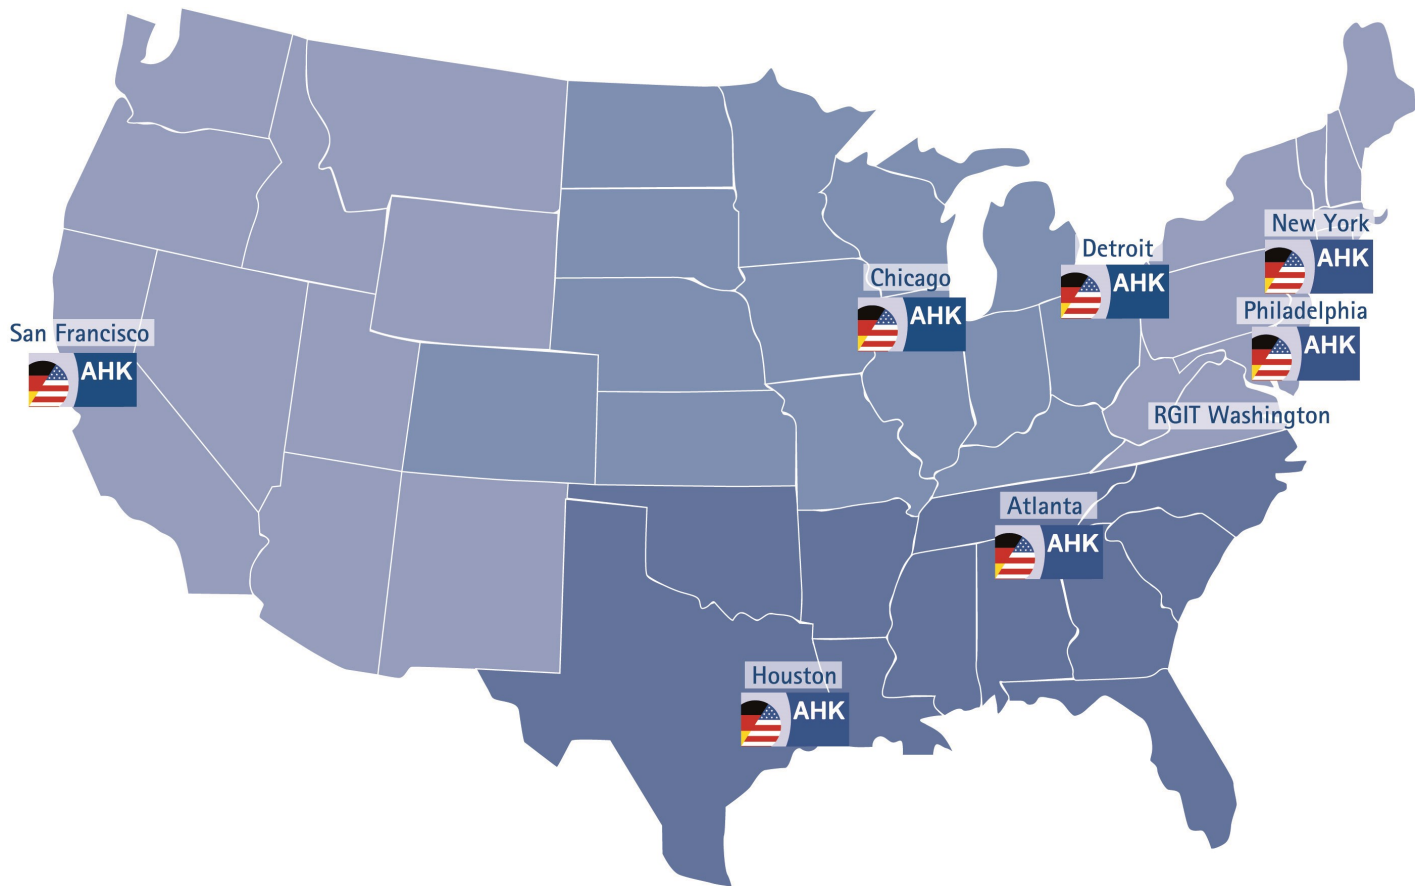 New York
AHK
Detroit
AHK
Chicago
AHK
Philadelphia
AHK
San Francisco
AHK
RGIT Washington
Atlanta
AHK
Houston
AHK